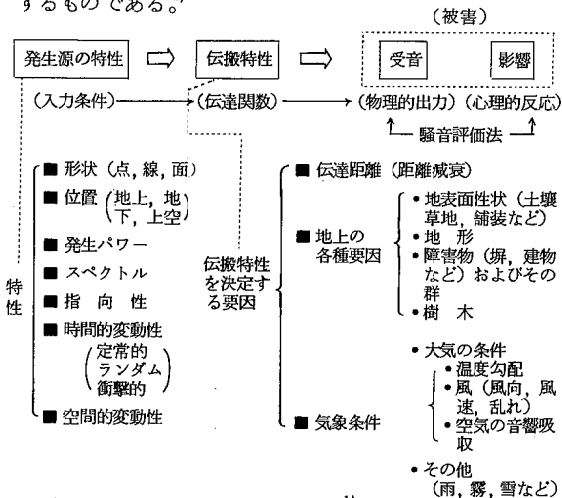 するものである。”
（被害）
発生源の特性 ⇨ 伝搬特性 ⇨ 受音 影響
（入力条件）→（伝達関数）→（物理的出力）（心理的反応）
騒音評価法
特性
■ 形状（点，線，面）
■ 位置（地上，地下，上空）
■ 発生パワー
■ スペクトル
■ 指向性
■ 時間的変動性
（定常的
ランダム
衝撃的）
■ 空間的変動性
伝搬特性
を決定す
る要因
■ 伝達距離（距離減衰）
■ 地上の
各種要因
• 地表面性状（土壌
草地，舗装など）
• 地形
• 障害物（塀，建物
など）およびその
群
• 樹木
■ 気象条件
• 大気の条件
• 温度勾配
• 風（風向，風
速，乱れ）
• 空気の音響吸
収
• その他
（雨，霧，雪など）